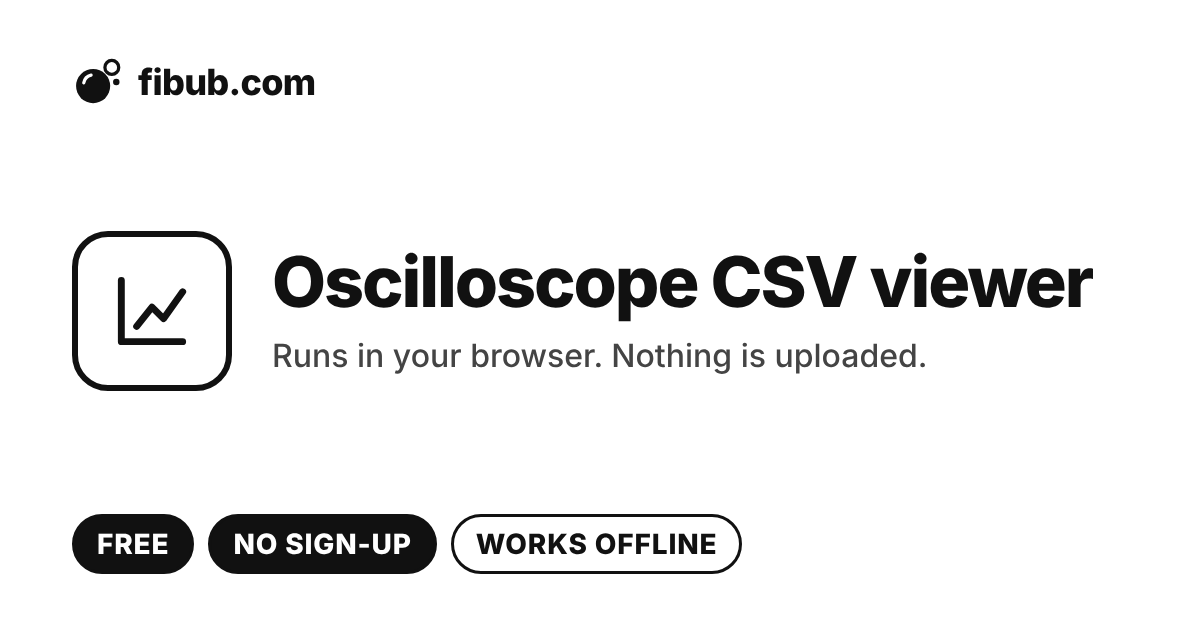 fibub.com
Oscilloscope CSV viewer
Runs in your browser. Nothing is uploaded.
FREE
NO SIGN-UP
WORKS OFFLINE